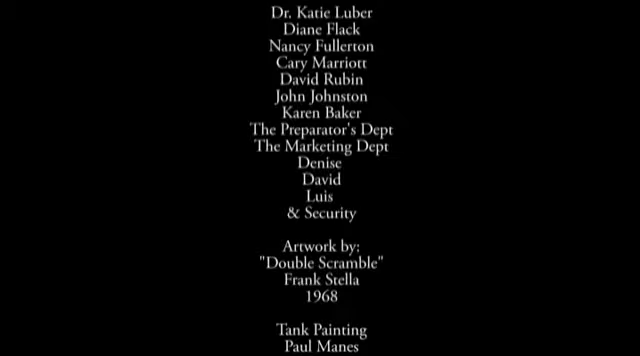 Dr. Katie Luber
Diane Flack
Nancy Fullerton
Cary Marriott
David Rubin
John Johnston
Karen Baker
The Preparator's Dept
The Marketing Dept
Denise
David
Luis
& Security
Artwork by:
"Double Scramble"
Frank Stella
1968
Tank Painting
Paul Manes